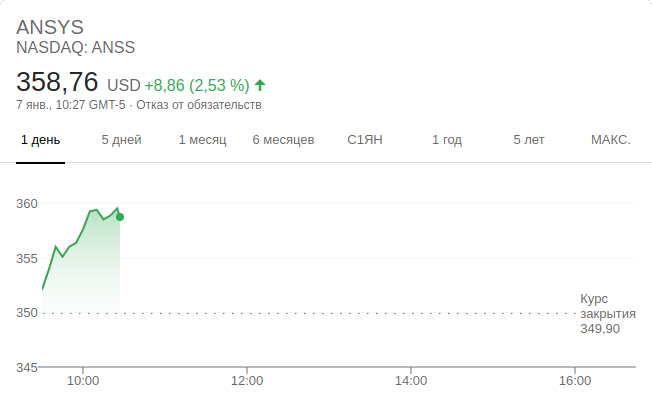 ANSYS
NASDAQ: ANSS
358,76 USD +8,86 (2,53 %)
7 янв., 10:27 GMT-5 · Отказ от обязательств
1 день 5 дней 1 месяц 6 месяцев С1ЯН 1 год 5 лет МАКС.
360
355
350
345
Курс
закрытия
349,90
10:00 12:00 14:00 16:00